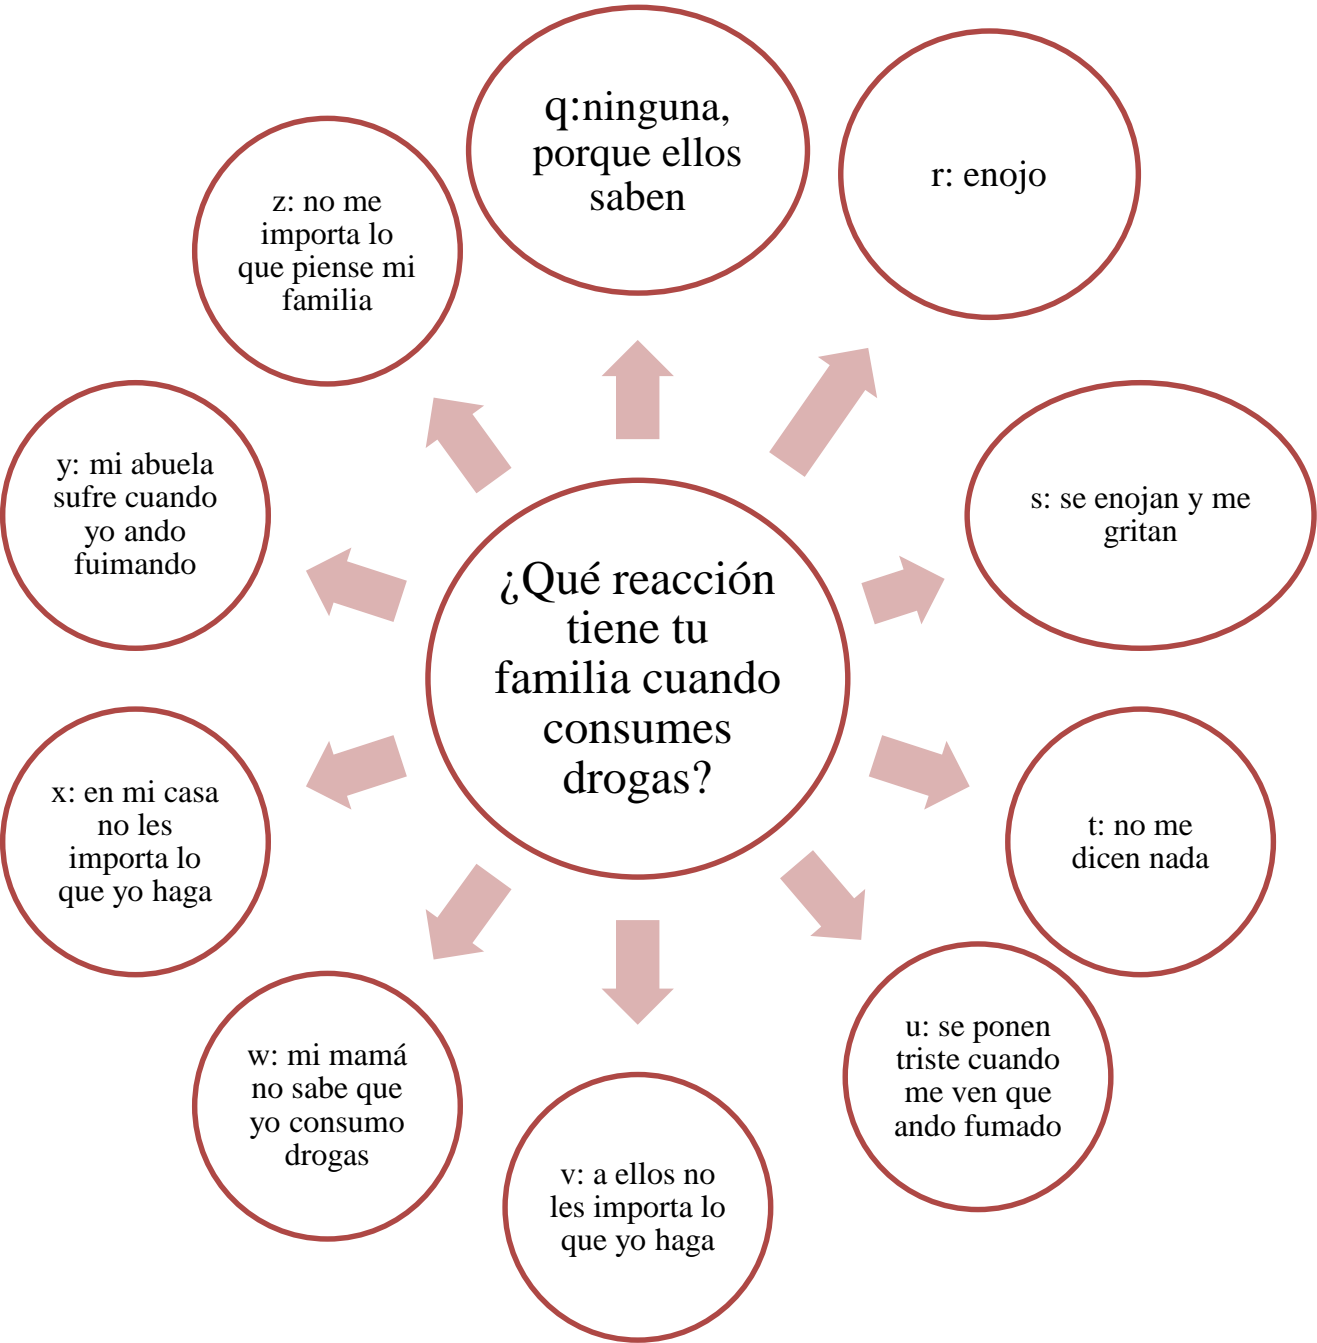 ¿Qué reacción
tiene tu
familia cuando
consumes
drogas?
q:ninguna,
porque ellos
saben
r: enojo
s: se enojan y me
gritan
t: no me
dicen nada
u: se ponen
triste cuando
me ven que
ando fumado
v: a ellos no
les importa lo
que yo haga
w: mi mamá
no sabe que
yo consumo
drogas
x: en mi casa
no les
importa lo
que yo haga
y: mi abuela
sufre cuando
yo ando
fuimando
z: no me
importa lo
que piense mi
familia